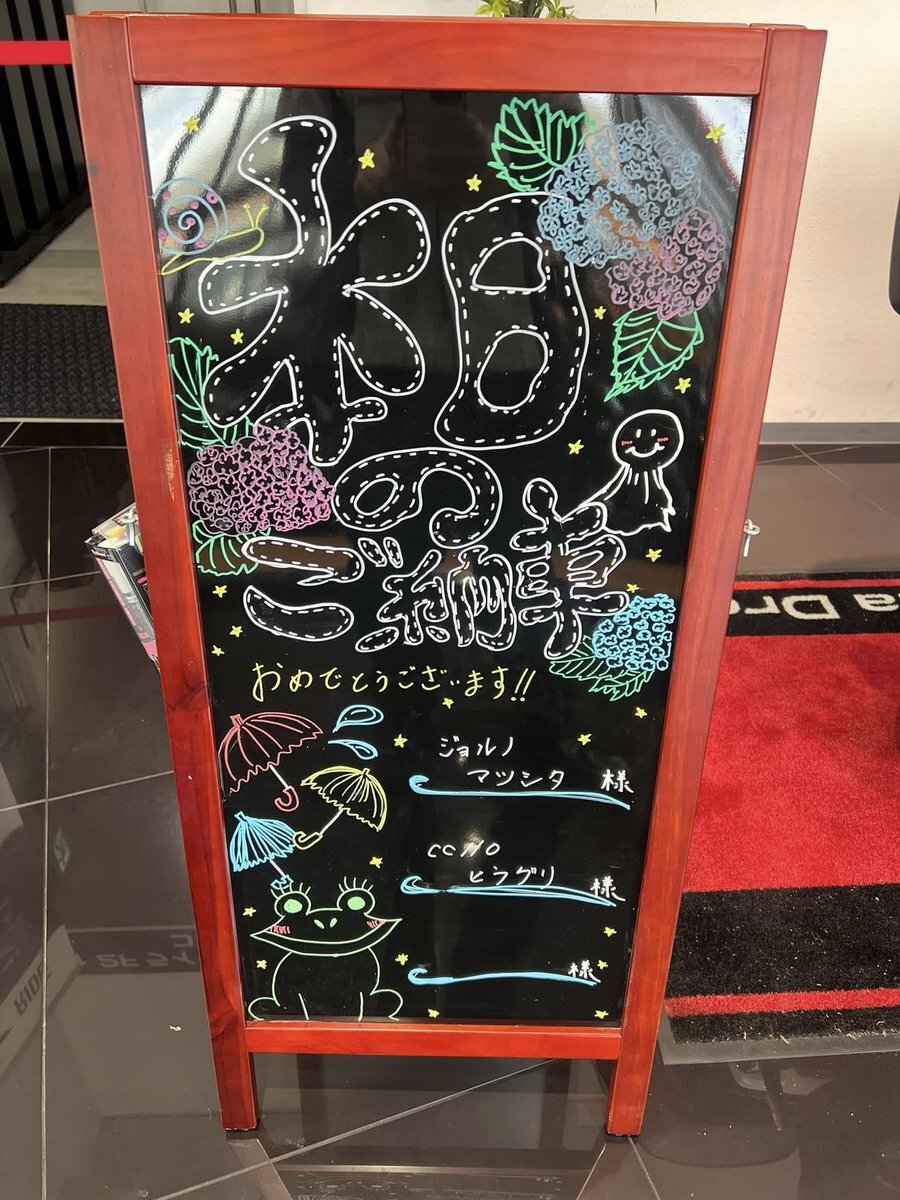 本日
の
ご納車
おめでとうございます!!
ジョルノ
マツシタ 様
CC110
ヒラグリ 様
様